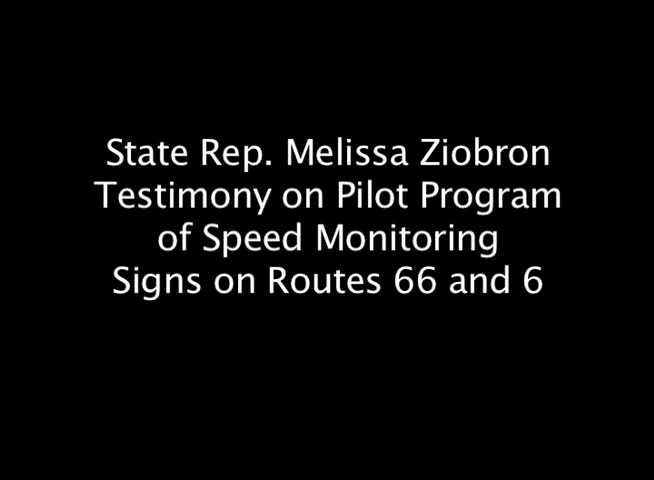 State Rep. Melissa Ziobron
Testimony on Pilot Program
of Speed Monitoring
Signs on Routes 66 and 6